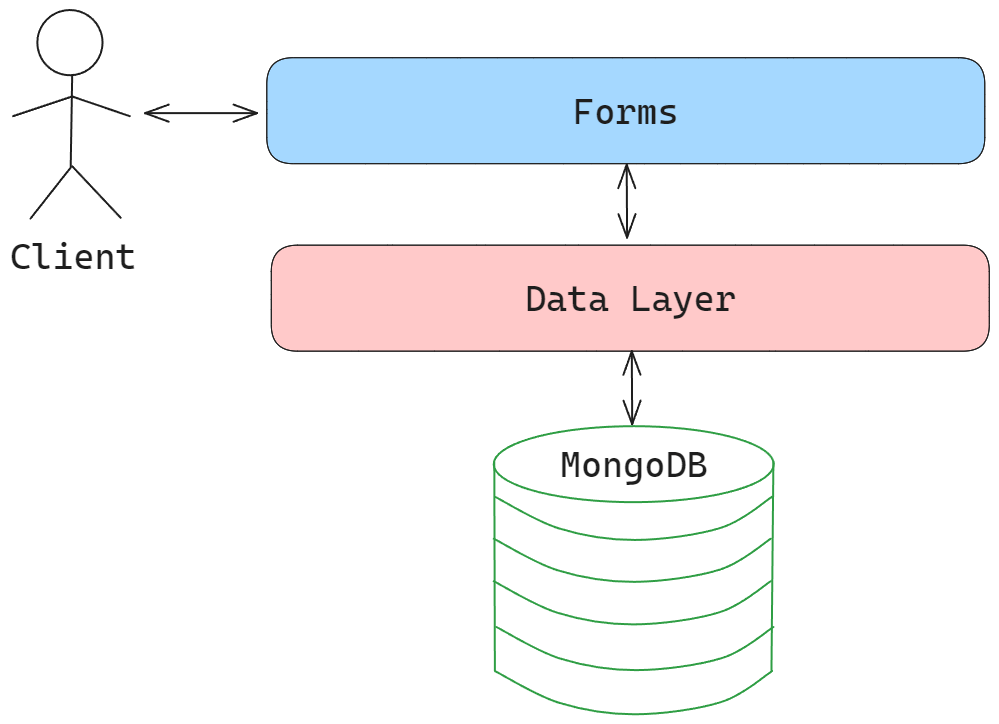 Forms
Client
Data Layer
MongoDB